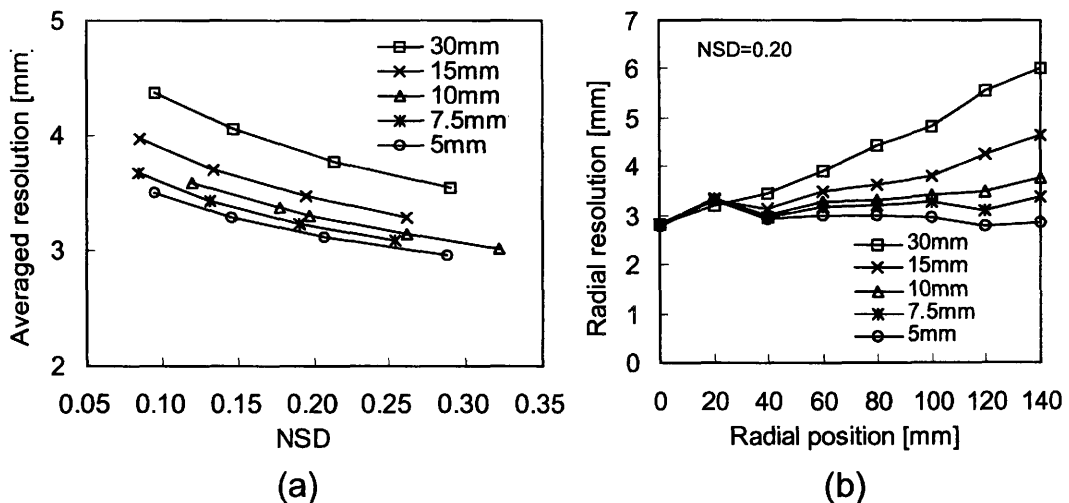 5
4
3
2
Averaged resolution [mm]
30mm
15mm
10mm
7.5mm
5mm
0.05 0.10 0.15 0.20 0.25 0.30 0.35
NSD
(a)
7
6
5
4
3
2
1
0
Radial resolution [mm]
NSD=0.20
30mm
15mm
10mm
7.5mm
5mm
0 20 40 60 80 100 120 140
Radial position [mm]
(b)